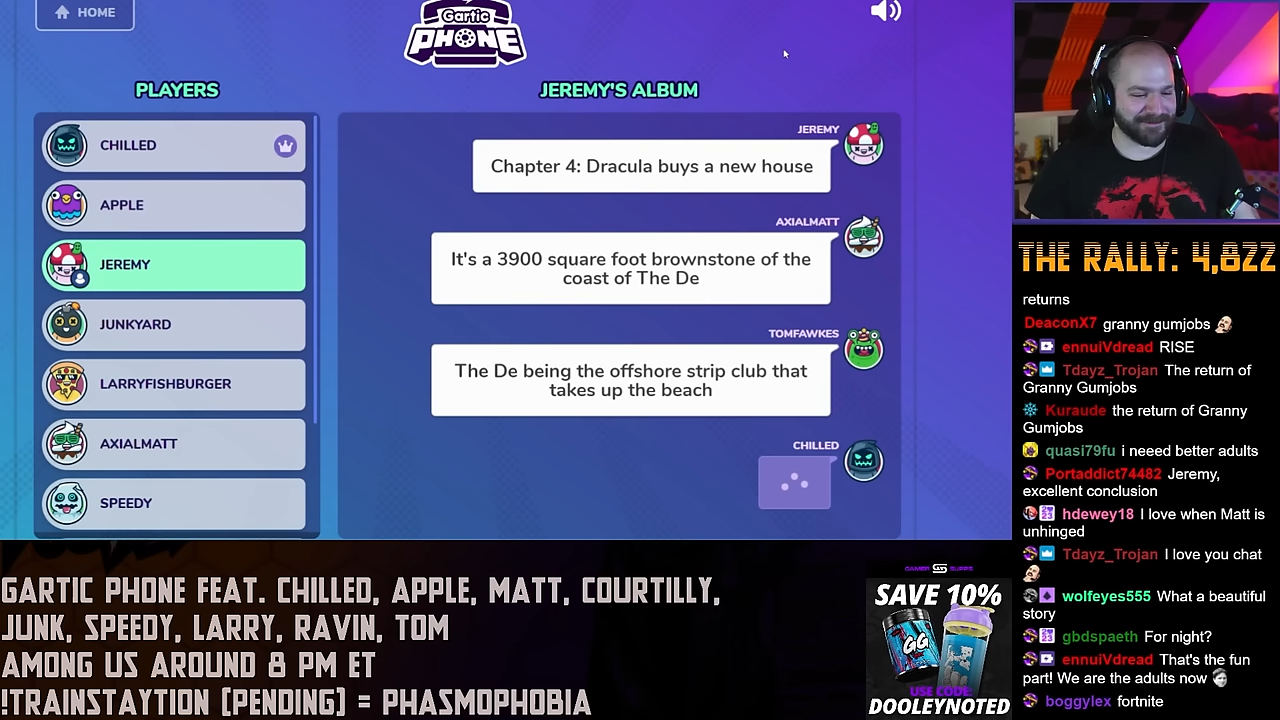 HOME
Gartic
PHONE
PLAYERS
CHILLED
APPLE
JEREMY
JUNKYARD
LARRYFISHBURGER
AXIALMATT
SPEEDY
JEREMY'S ALBUM
JEREMY
Chapter 4: Dracula buys a new house
AXIALMATT
It's a 3900 square foot brownstone of the
coast of The De
TOMFAWKES
The De being the offshore strip club that
takes up the beach
CHILLED
THE RALLY: 4,822
returns
DeaconX7 granny gumjobs
ennuiVdread RISE
Tdayz_Trojan The return of
Granny Gumjobs
Kuraude the return of Granny
Gumjobs
quasi79fu i neeed better adults
Portaddict74482 Jeremy,
excellent conclusion
hdewey18 I love when Matt is
unhinged
Tdayz_Trojan I love you chat
wolfeyes555 What a beautiful
story
gbdspaeth For night?
ennuiVdread That's the fun
part! We are the adults now
boggylex fortnite
GARTIC PHONE FEAT. CHILLED, APPLE, MATT, COURTILLY,
JUNK, SPEEDY, LARRY, RAVIN, TOM
AMONG US AROUND 8 PM ET
!TRAINSTAYTION (PENDING) = PHASMOPHOBIA
GAMER SUPPS
SAVE 10%
GG
USE CODE:
DOOLEYNOTED